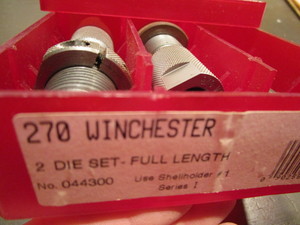 270 WINCHESTER
2 DIE SET- FULL LENGTH
No. 044300 Use Shellholder #1
Series I